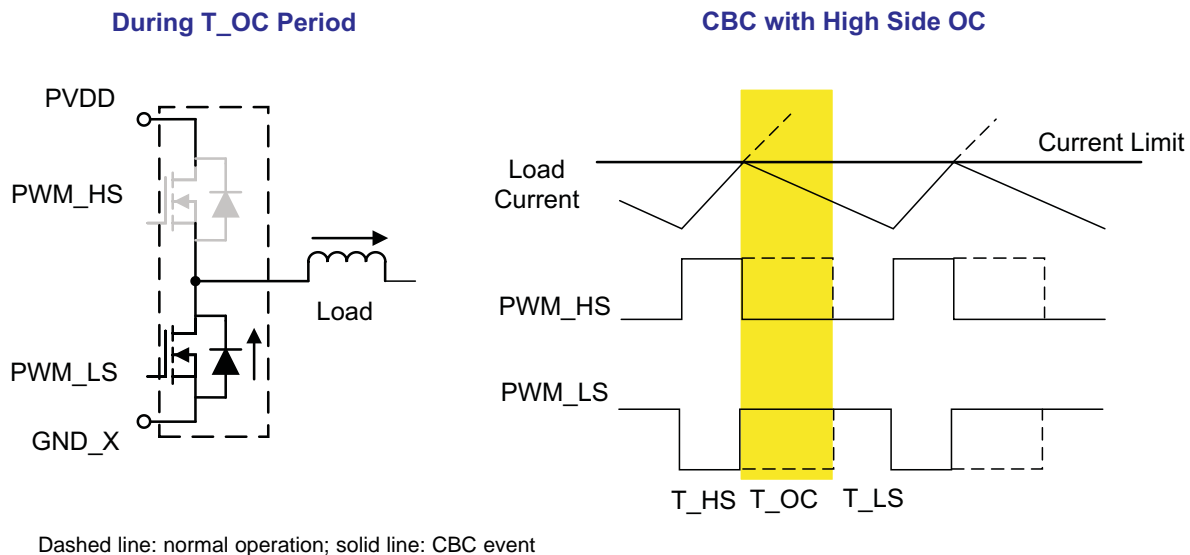 During T_OC Period
CBC with High Side OC
PVDD
PWM_HS
Load
PWM_LS
GND_X
Current Limit
Load
Current
PWM_HS
PWM_LS
T_HS T_OC T_LS
Dashed line: normal operation; solid line: CBC event